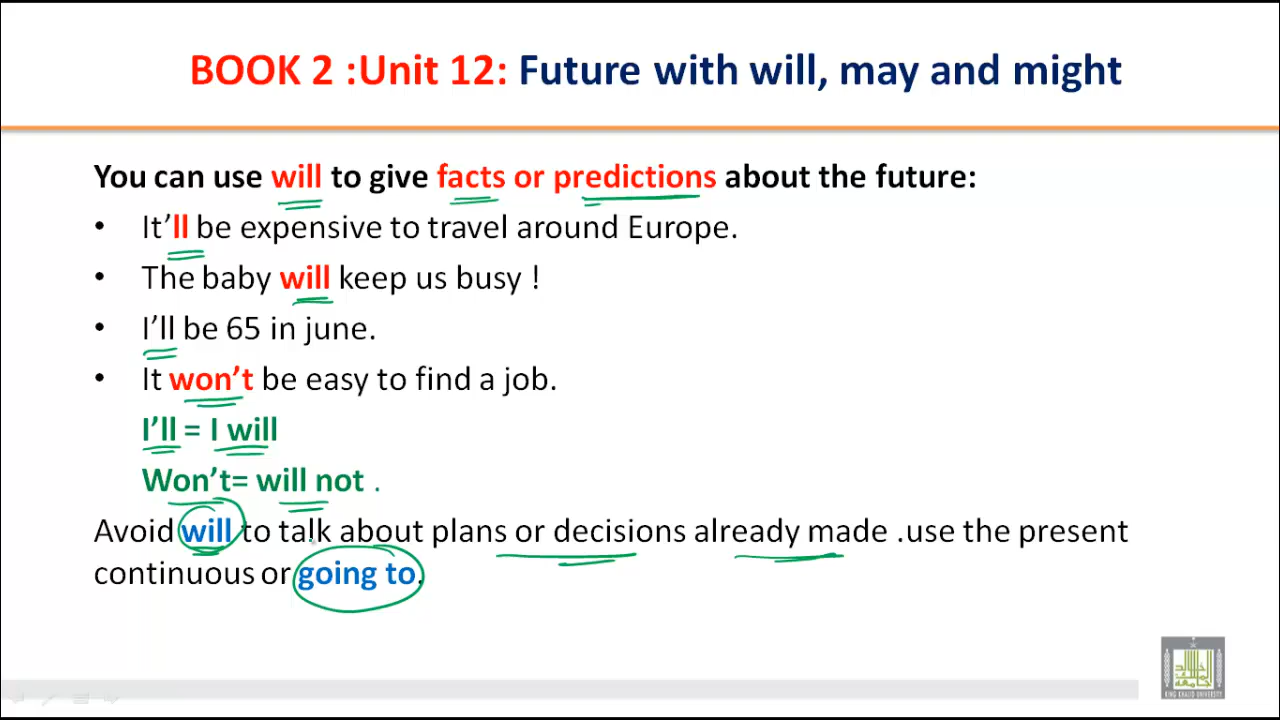 BOOK 2 :Unit 12: Future with will, may and might
You can use will to give facts or predictions about the future:
• It'll be expensive to travel around Europe.
• The baby will keep us busy !
• I'll be 65 in june.
• It won't be easy to find a job.
I'll = I will
Won't= will not .
Avoid will to talk about plans or decisions already made .use the present
continuous or going to.
KING KHALID UNIVERSITY